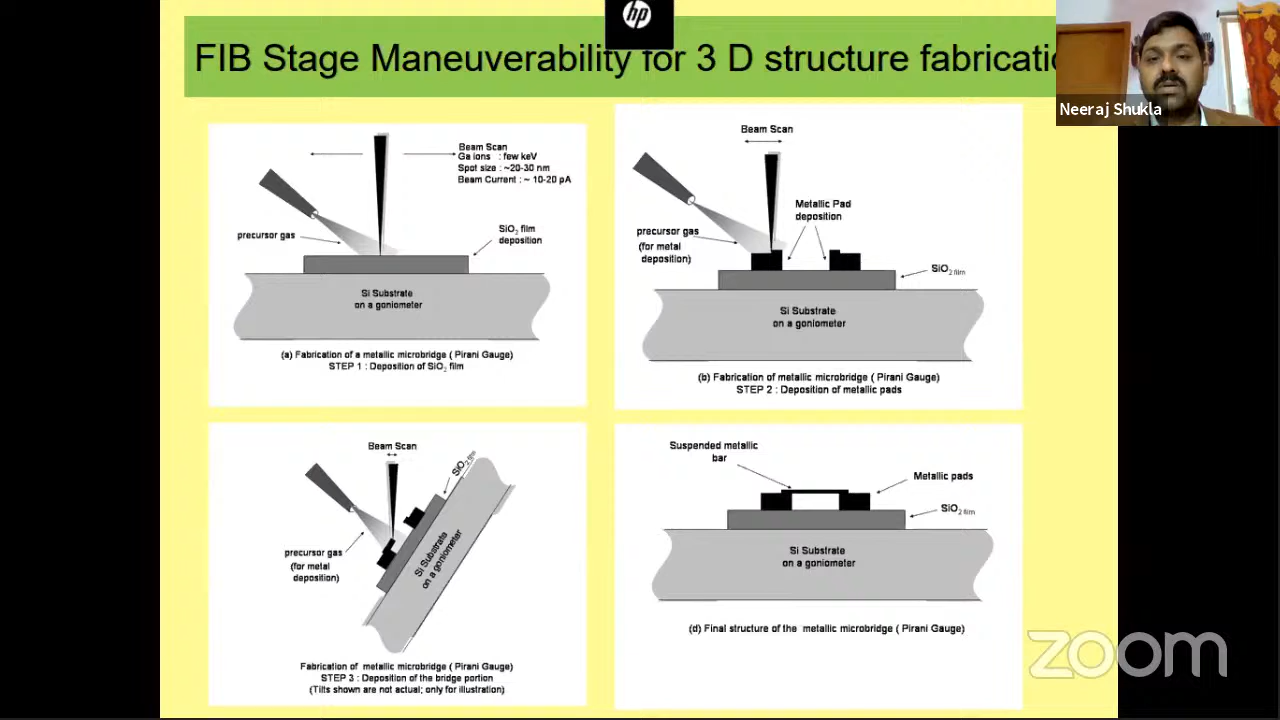 hp
FIB Stage Maneuverability for 3 D structure fabricatio
Neeraj Shukla
Beam Scan
Ga ions : few keV
Spot size : ~20-30 nm
Beam Current : ~ 10-20 pA
precursor gas
SiO2 film
deposition
Si Substrate
on a goniometer
(a) Fabrication of a metallic microbridge ( Pirani Gauge)
STEP 1 : Deposition of SiO2 film
Beam Scan
Metallic Pad
deposition
precursor gas
(for metal
deposition)
SiO2 film
Si Substrate
on a goniometer
(b) Fabrication of metallic microbridge ( Pirani Gauge)
STEP 2 : Deposition of metallic pads
Beam Scan
SiO2 film
precursor gas
(for metal
deposition)
Si Substrate
on a goniometer
Fabrication of metallic microbridge ( Pirani Gauge)
STEP 3 : Deposition of the bridge portion
(Tilts shown are not actual; only for illustration)
Suspended metallic
bar
Metallic pads
SiO2 film
Si Substrate
on a goniometer
(d) Final structure of the metallic microbridge ( Pirani Gauge)
zoom